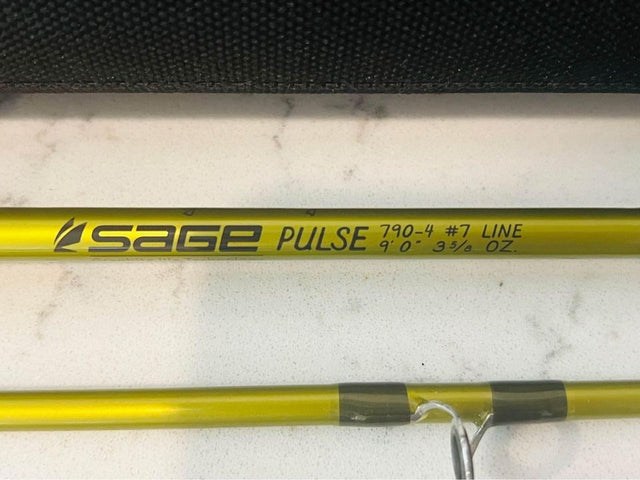 SAGE PULSE 790-4 #7 LINE
9'0" 3 5/8 OZ.